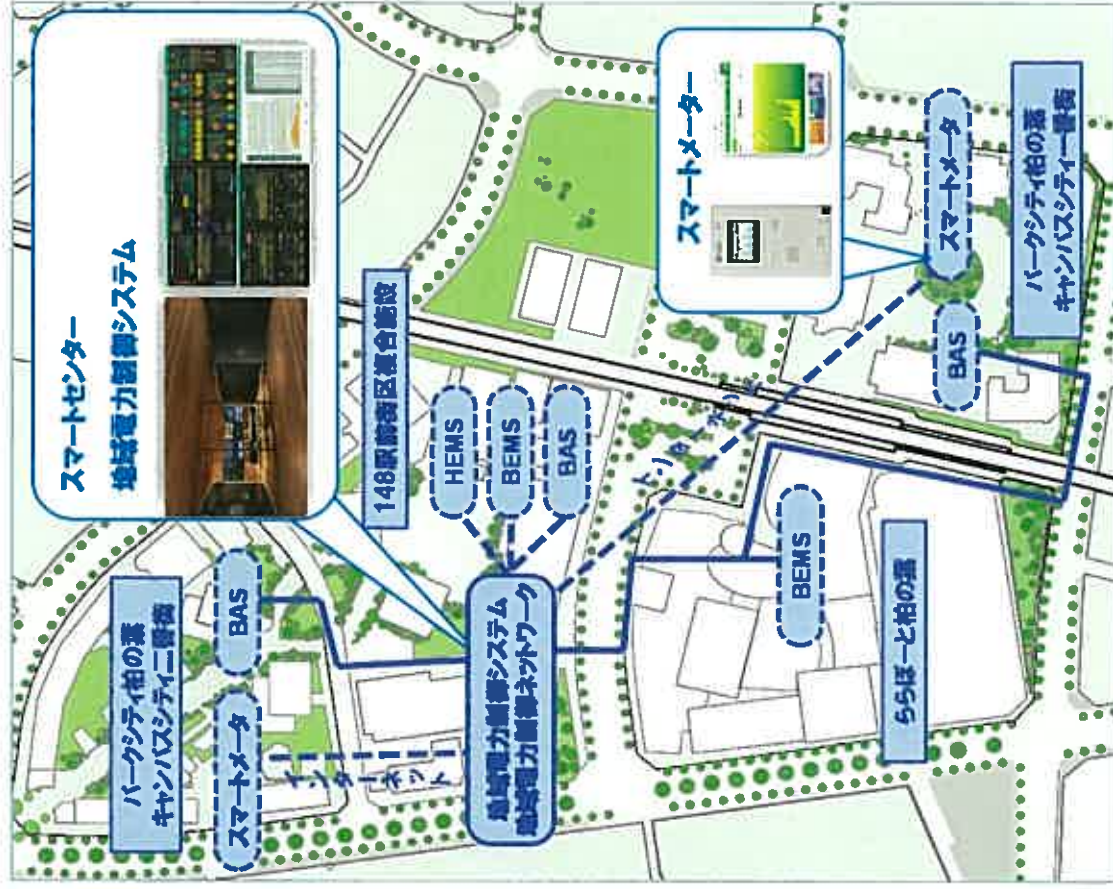 スマートセンター
地域電力制御システム
スマートメーター
パークシティ柏の葉
キャンパスシティ二番街
スマートメータ
BAS
インターネット
148駅前街区複合施設
HEMS
BEMS
BAS
地域電力制御システム
地域電力制御ネットワーク
インターネット
BEMS
ららぽーと柏の葉
BAS
スマートメータ
パークシティ柏の葉
キャンパスシティ一番街